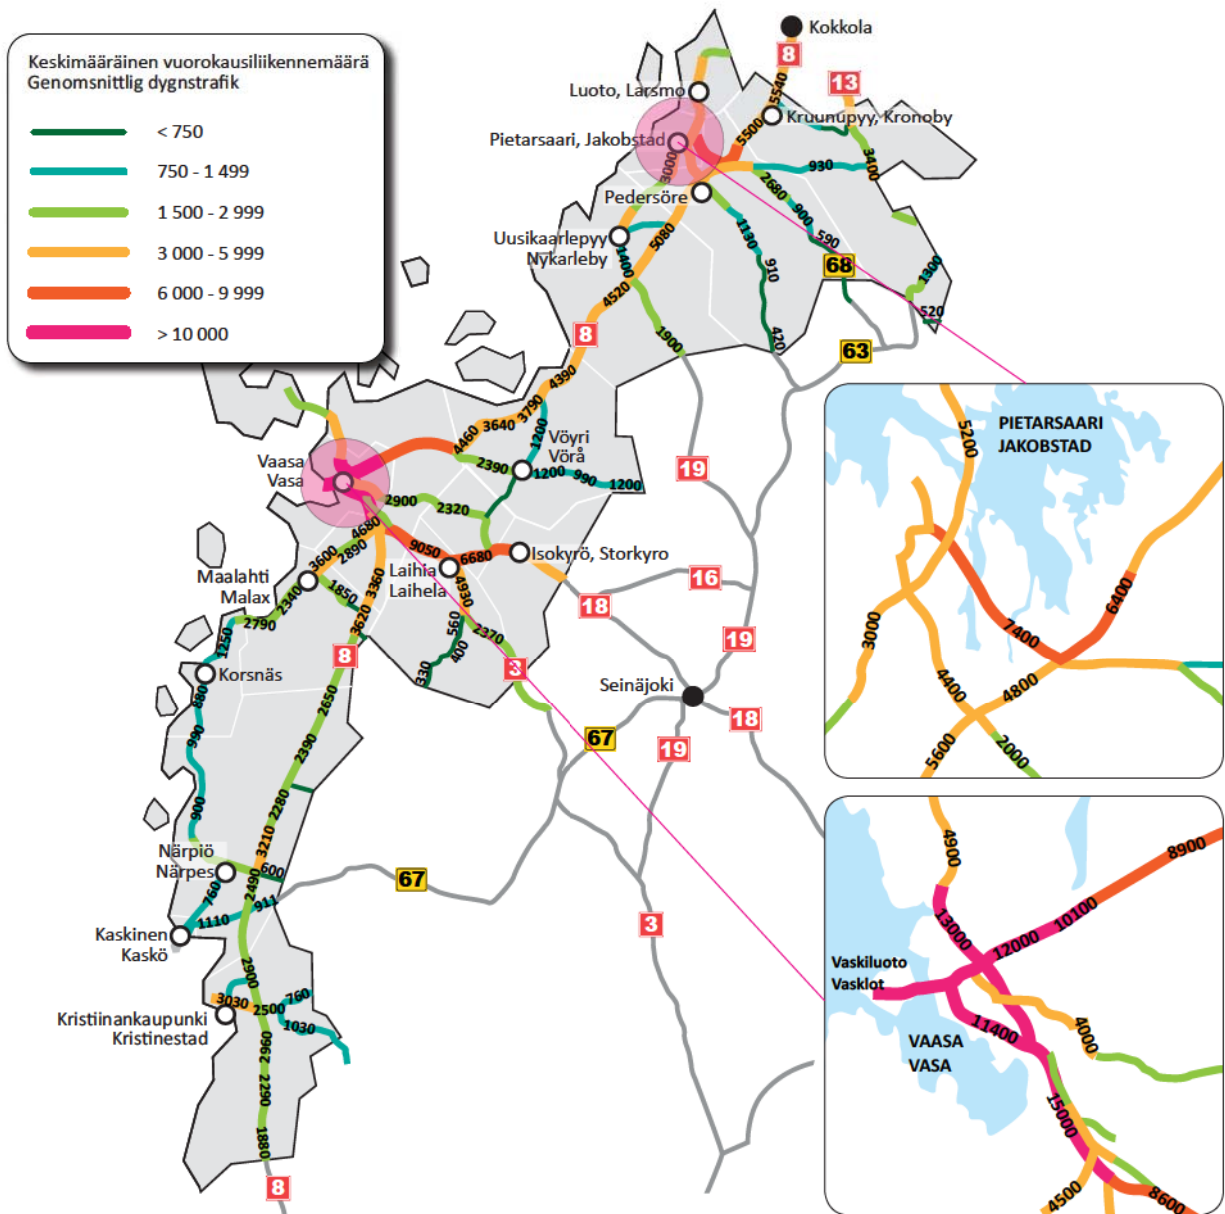 Keskimääräinen vuorokausiliikennemäärä
Genomsnittlig dygnstrafik
< 750
750 - 1 499
1 500 - 2 999
3 000 - 5 999
6 000 - 9 999
> 10 000
Kokkola
8
5540
13
Luoto, Larsmo
Kruunupyy, Kronoby
5500
Pietarsaari, Jakobstad
3000
930
3400
Pedersöre
2680
900
590
68
1130
910
420
Uusikaarlepyy
Nykarleby
5080
1400
4520
1900
1300
520
63
8
4390
3790
3640
4460
1200
Vöyri
Vörå
2390
1200
990
1200
19
Vaasa
Vasa
2900
2320
4680
3600
2890
9050
6680
Isokyrö, Storkyro
Laihia
Laihela
4930
Maalahti
Malax
1850
3360
3620
2340
2790
1250
560
400
330
2370
16
18
19
8
3
Korsnäs
880
990
900
2650
2390
2280
3210
Seinäjoki
18
67
19
Närpiö
Närpes
600
2490
760
911
1110
67
Kaskinen
Kaskö
3
2900
3030
2500
760
1030
Kristiinankaupunki
Kristinestad
2960
2290
1880
8
PIETARSAARI
JAKOBSTAD
5200
3000
7400
6400
4400
4800
5600
2000
4900
8900
13000
12000
10100
Vaskiluoto
Vasklot
11400
4000
VAASA
VASA
15000
4500
8600